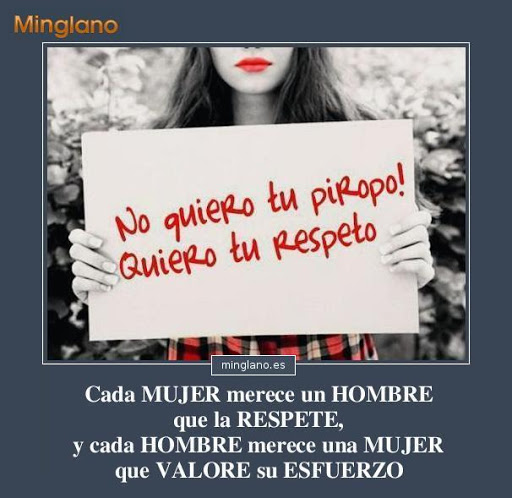 Minglano
No quiero tu piropo!
Quiero tu respeto
minglano.es
Cada MUJER merece un HOMBRE
que la RESPETE,
y cada HOMBRE merece una MUJER
que VALORE su ESFUERZO